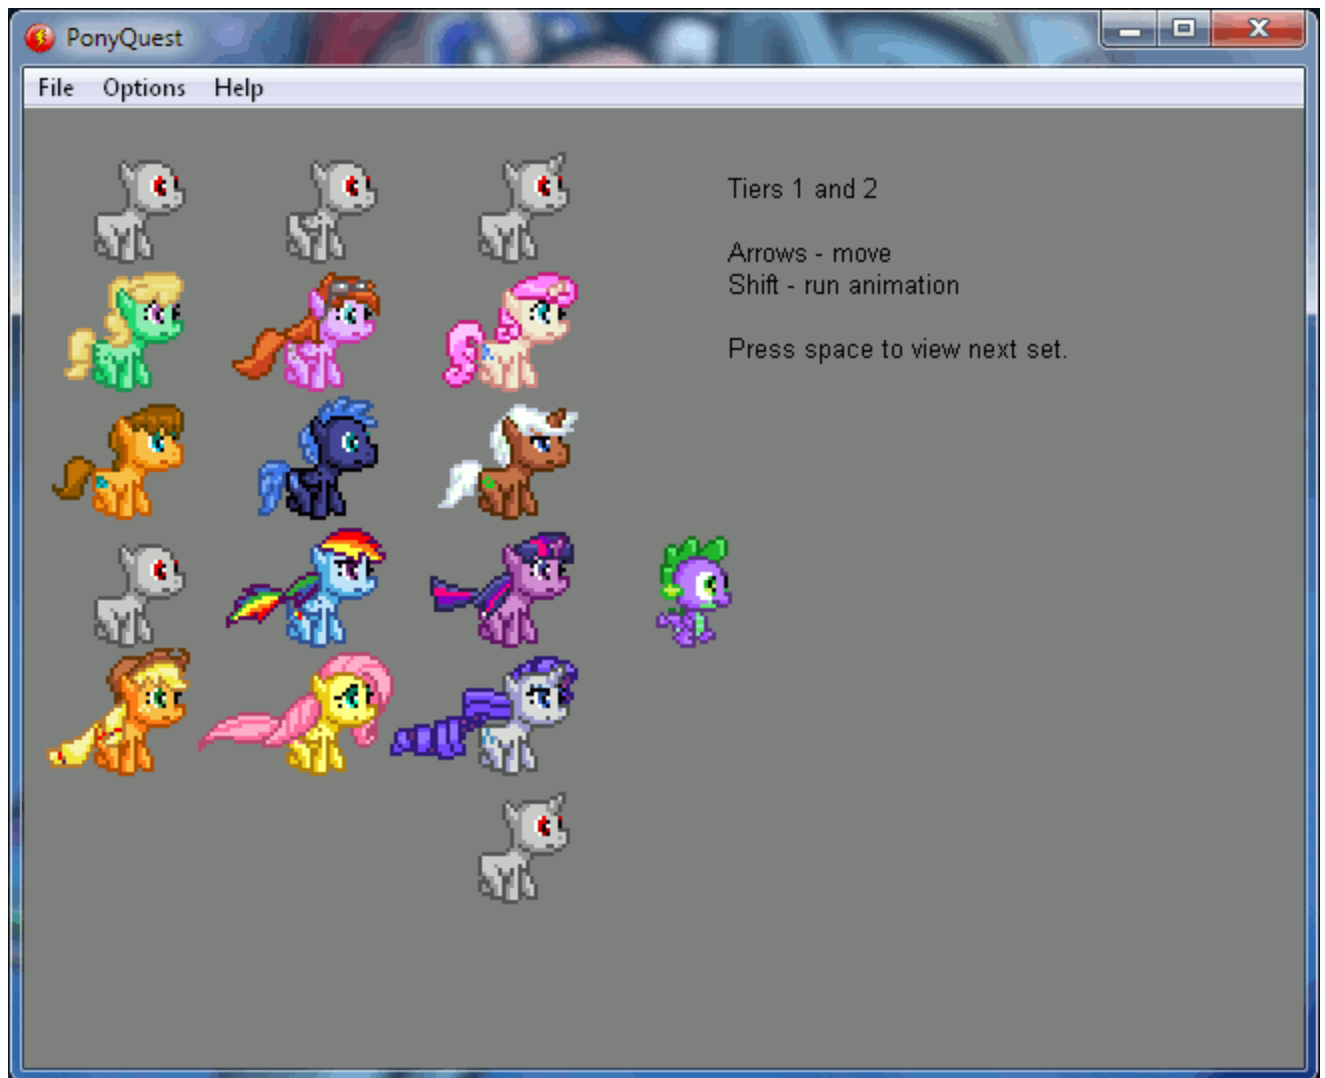 PonyQuest
File Options Help
Tiers 1 and 2
Arrows - move
Shift - run animation
Press space to view next set.